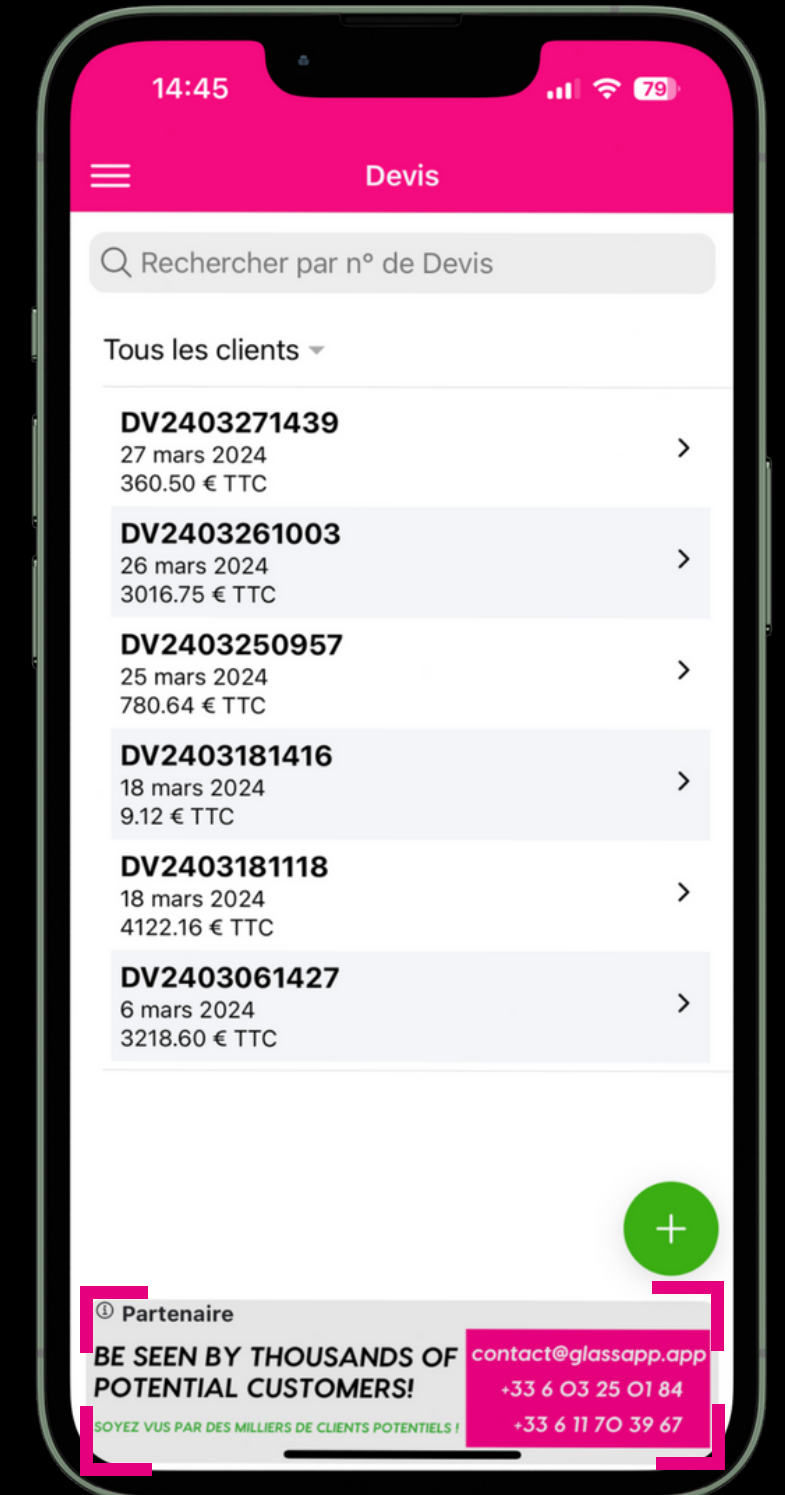 14:45
79
Devis
Rechercher par n° de Devis
Tous les clients
DV2403271439
27 mars 2024
360.50 € TTC
DV2403261003
26 mars 2024
3016.75 € TTC
DV2403250957
25 mars 2024
780.64 € TTC
DV2403181416
18 mars 2024
9.12 € TTC
DV2403181118
18 mars 2024
4122.16 € TTC
DV2403061427
6 mars 2024
3218.60 € TTC
Partenaire
BE SEEN BY THOUSANDS OF
POTENTIAL CUSTOMERS!
SOYEZ VUS PAR DES MILLIERS DE CLIENTS POTENTIELS !
contact@glassapp.app
+33 6 03 25 01 84
+33 6 11 70 39 67